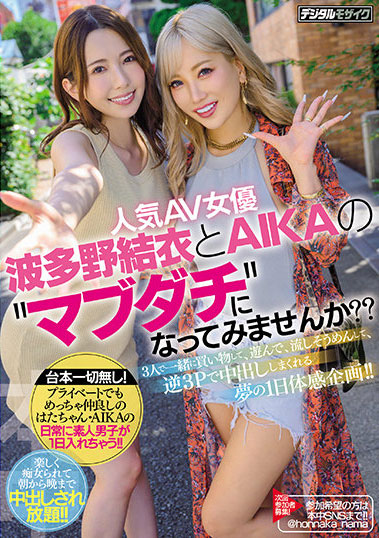 デジタルモザイク
人気AV女優
波多野結衣とAIKAの
"マブダチ"に
なってみませんか??
3人で一緒に買い物して、遊んで、流しそうめんして、
逆3Pで中出ししまくれる
夢の1日体感企画!!
台本一切無し!
プライベートでも
めっちゃ仲良しの
はたちゃん・AIKAの
日常に素人男子が
1日入れちゃう!!
楽しく
痴女られて
朝から晩まで
中出しされ
放題!!
次回
参加者
募集!
参加希望の方は
本中SNSまで!!
@honnaka_nama